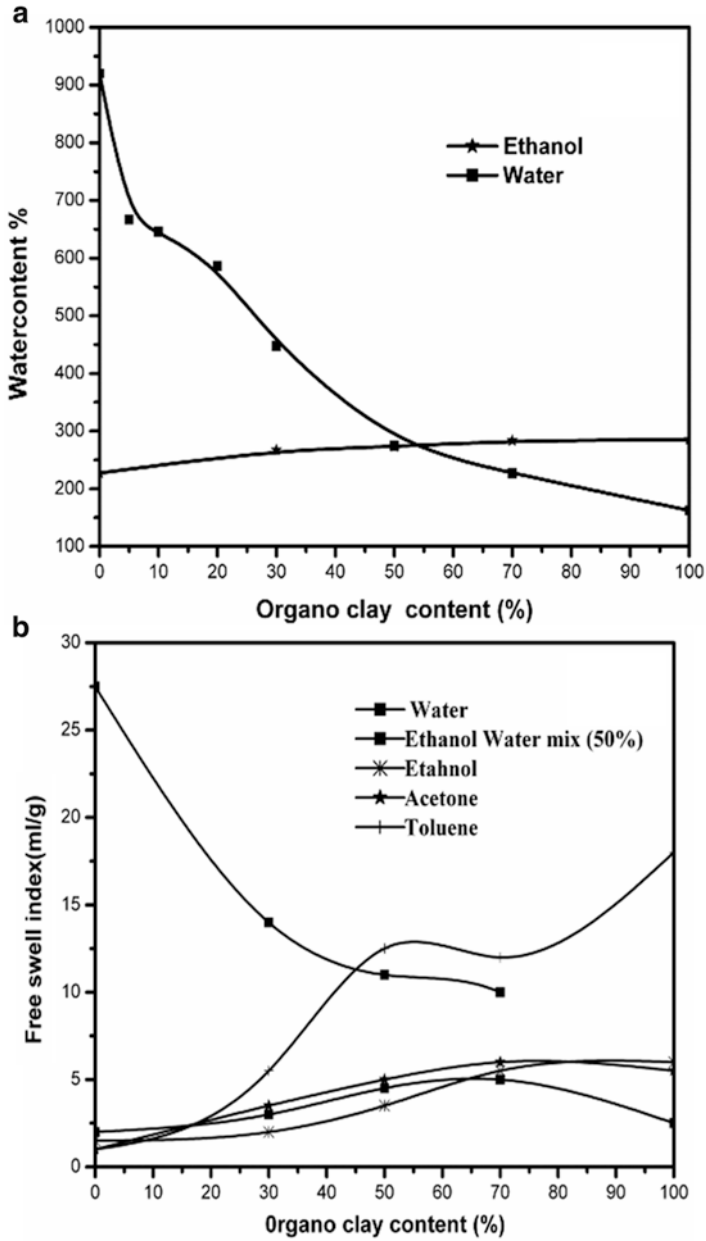 a
1000
900
800
700
600
500
400
300
200
100
Watercontent %
Ethanol
Water
0 10 20 30 40 50 60 70 80 90 100
Organo clay content (%)
b
30
25
20
15
10
5
0
Free swell index(ml/g)
Water
Ethanol Water mix (50%)
Etahnol
Acetone
Toluene
0 10 20 30 40 50 60 70 80 90 100
0rgano clay content (%)